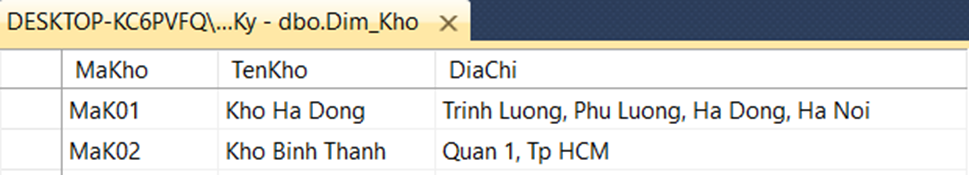 DESKTOP-KC6PVFQ\...Ky - dbo.Dim_Kho
MaKho TenKho DiaChi
MaK01 Kho Ha Dong Trinh Luong, Phu Luong, Ha Dong, Ha Noi
MaK02 Kho Binh Thanh Quan 1, Tp HCM